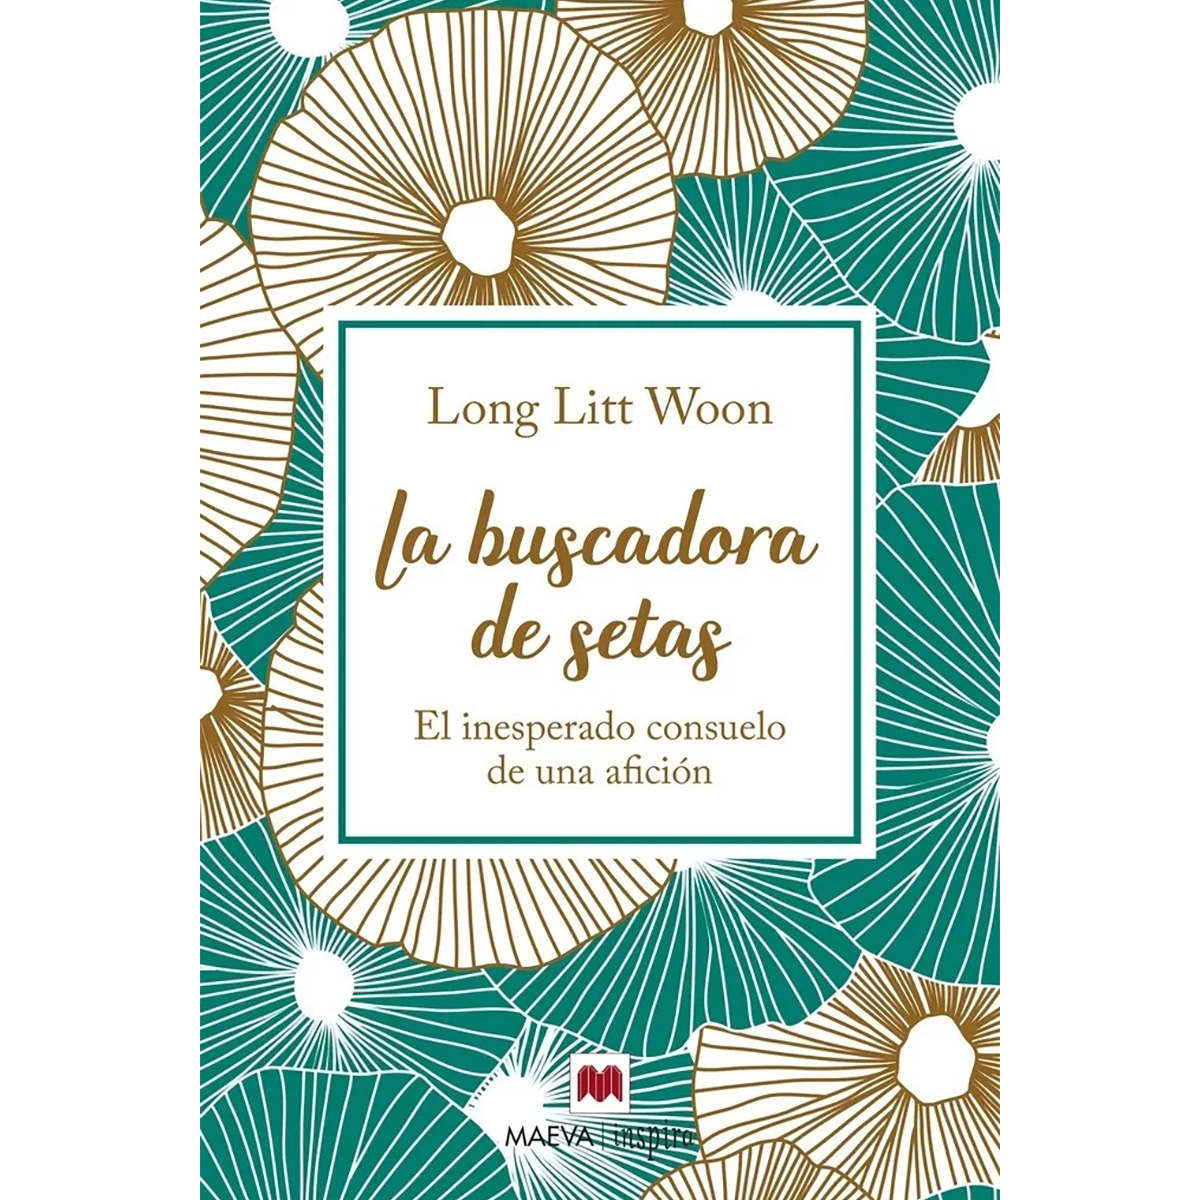 Long Litt Woon
La buscadora
de setas
El inesperado consuelo
de una afición
MAEVA | inspira